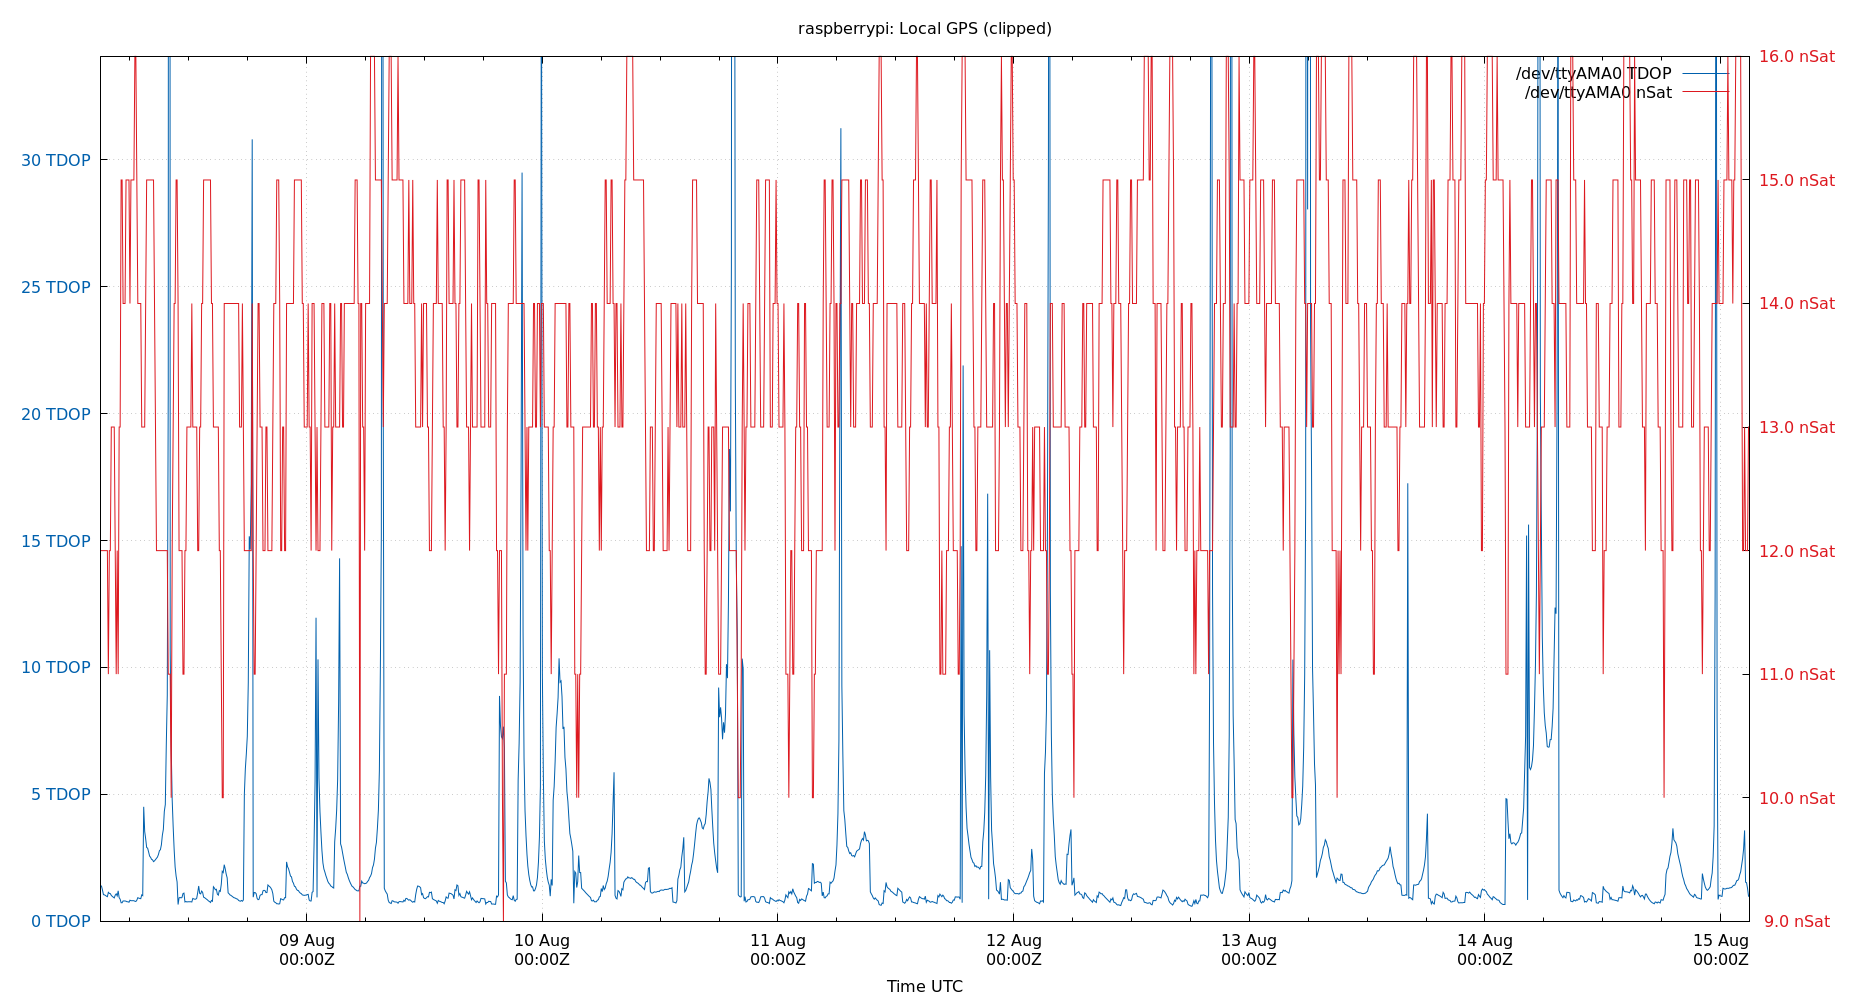 raspberrypi: Local GPS (clipped)
/dev/ttyAMA0 TDOP
/dev/ttyAMA0 nSat
30 TDOP
25 TDOP
20 TDOP
15 TDOP
10 TDOP
5 TDOP
0 TDOP
16.0 nSat
15.0 nSat
14.0 nSat
13.0 nSat
12.0 nSat
11.0 nSat
10.0 nSat
9.0 nSat
09 Aug
00:00Z
10 Aug
00:00Z
11 Aug
00:00Z
12 Aug
00:00Z
13 Aug
00:00Z
14 Aug
00:00Z
15 Aug
00:00Z
Time UTC